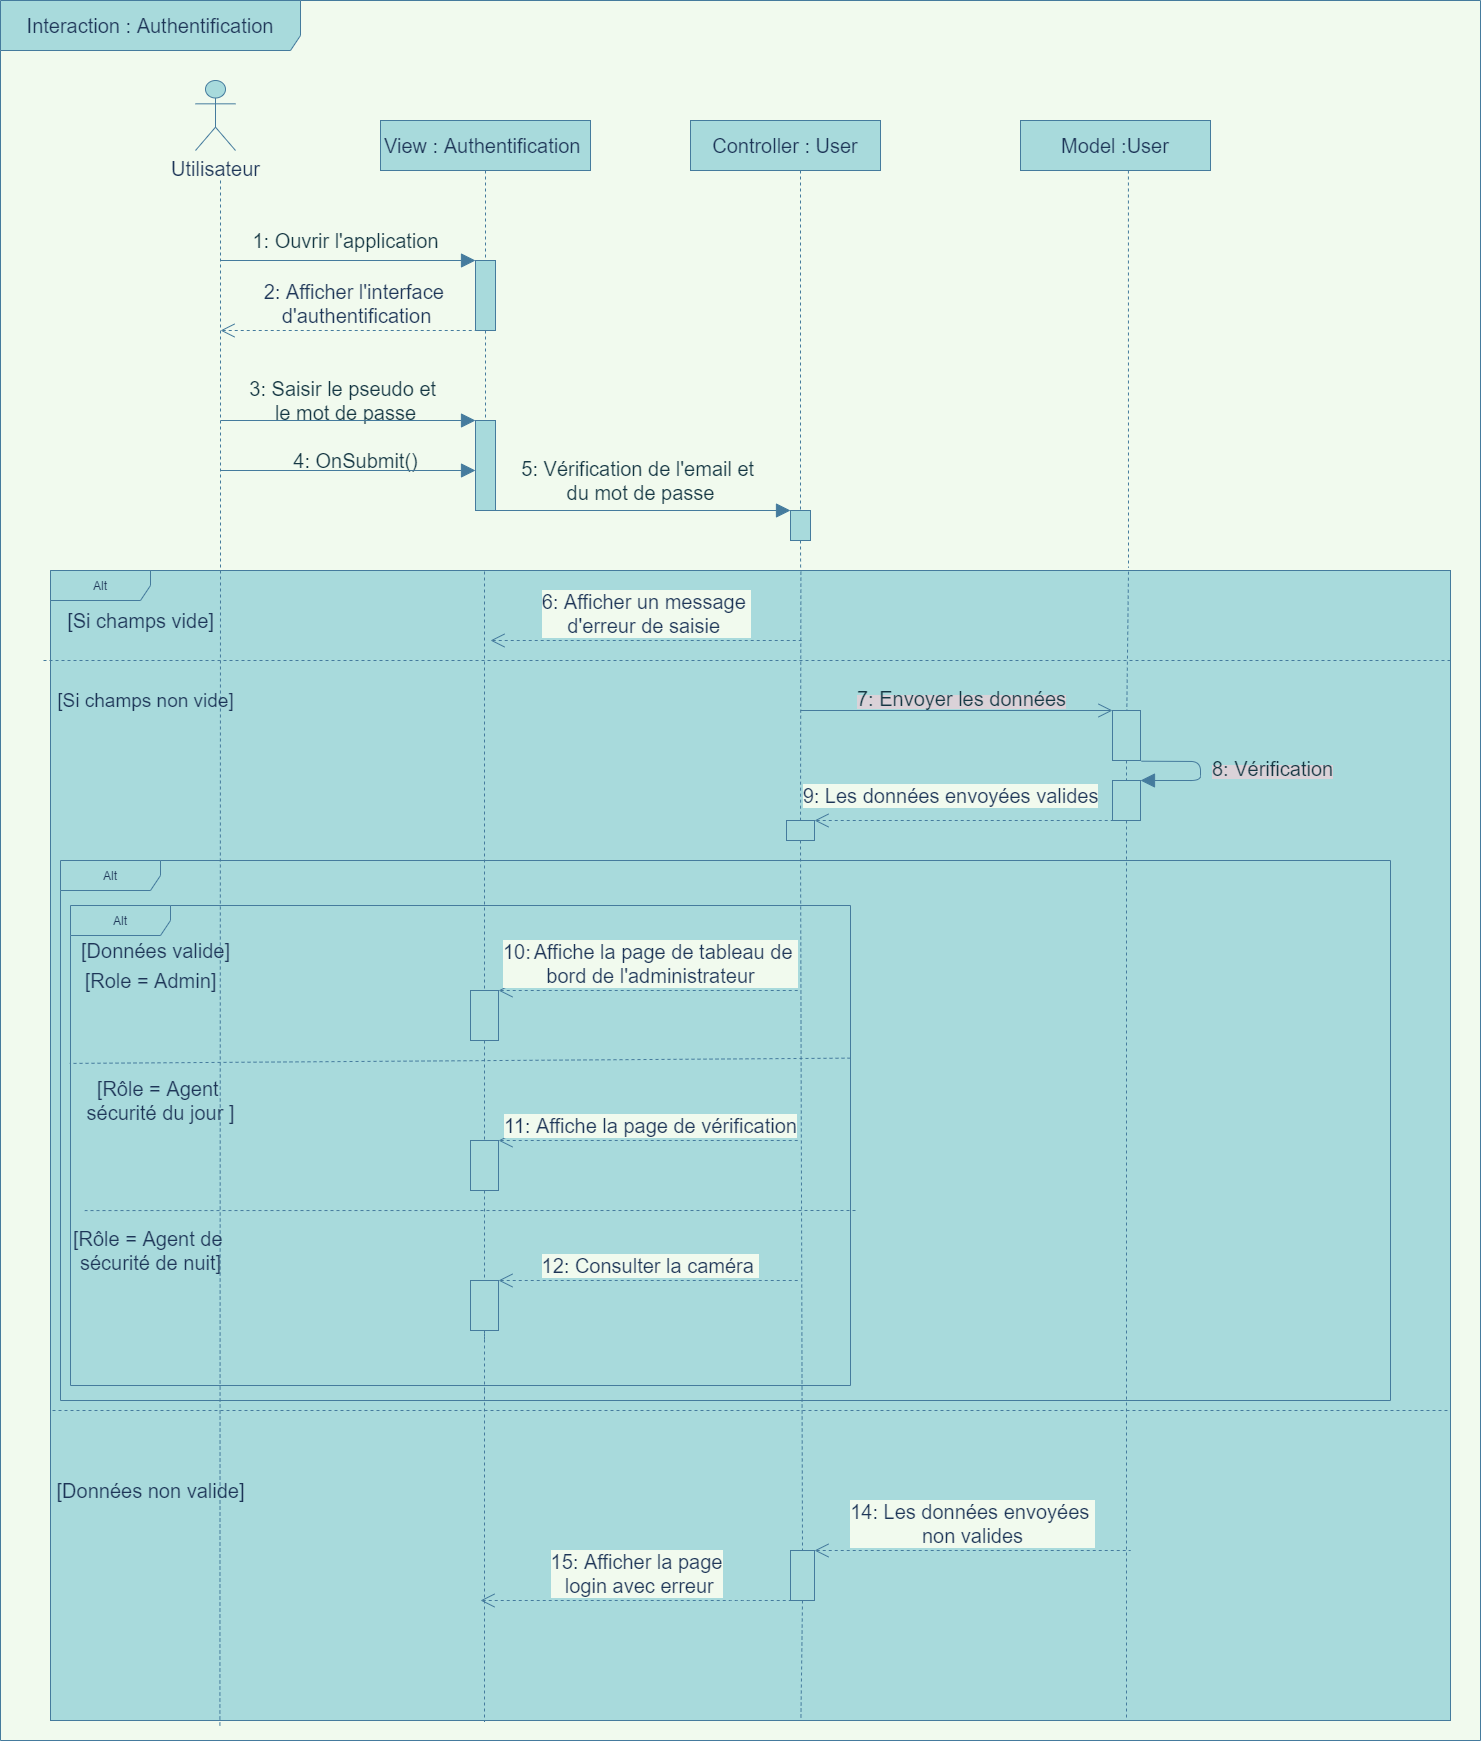 Interaction : Authentification
Utilisateur
View : Authentification
Controller : User
Model :User
1: Ouvrir l'application
2: Afficher l'interface
d'authentification
3: Saisir le pseudo et
le mot de passe
4: OnSubmit()
5: Vérification de l'email et
du mot de passe
Alt
[Si champs vide]
6: Afficher un message
d'erreur de saisie
[Si champs non vide]
7: Envoyer les données
8: Vérification
9: Les données envoyées valides
Alt
Alt
[Données valide]
[Role = Admin]
10: Affiche la page de tableau de
bord de l'administrateur
[Rôle = Agent
sécurité du jour ]
11: Affiche la page de vérification
[Rôle = Agent de
sécurité de nuit]
12: Consulter la caméra
[Données non valide]
14: Les données envoyées
non valides
15: Afficher la page
login avec erreur